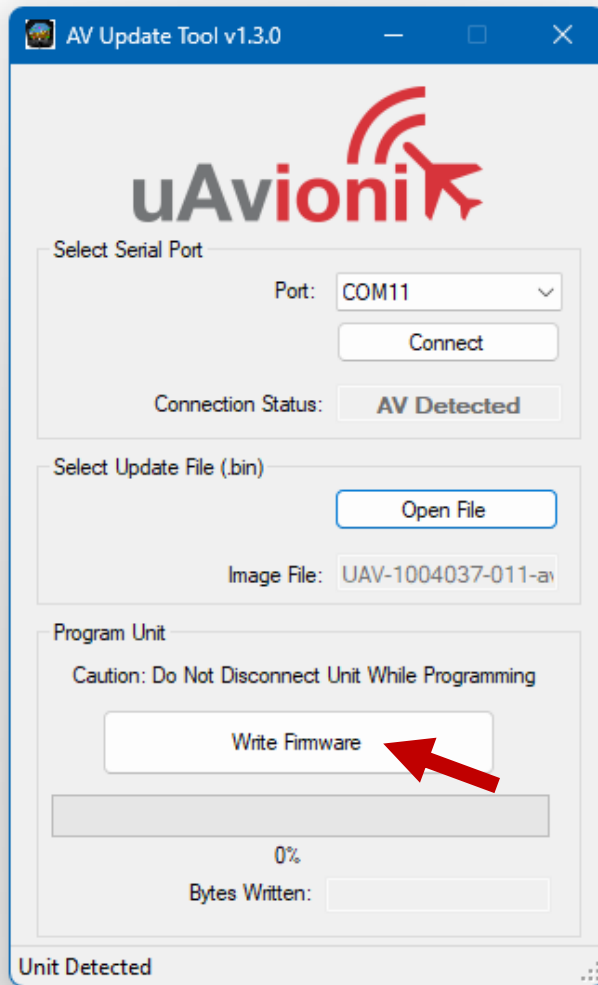 AV Update Tool v1.3.0
uAvionix
Select Serial Port
Port: COM11
Connect
Connection Status: AV Detected
Select Update File (.bin)
Open File
Image File: UAV-1004037-011-av
Program Unit
Caution: Do Not Disconnect Unit While Programming
Write Firmware
0%
Bytes Written:
Unit Detected